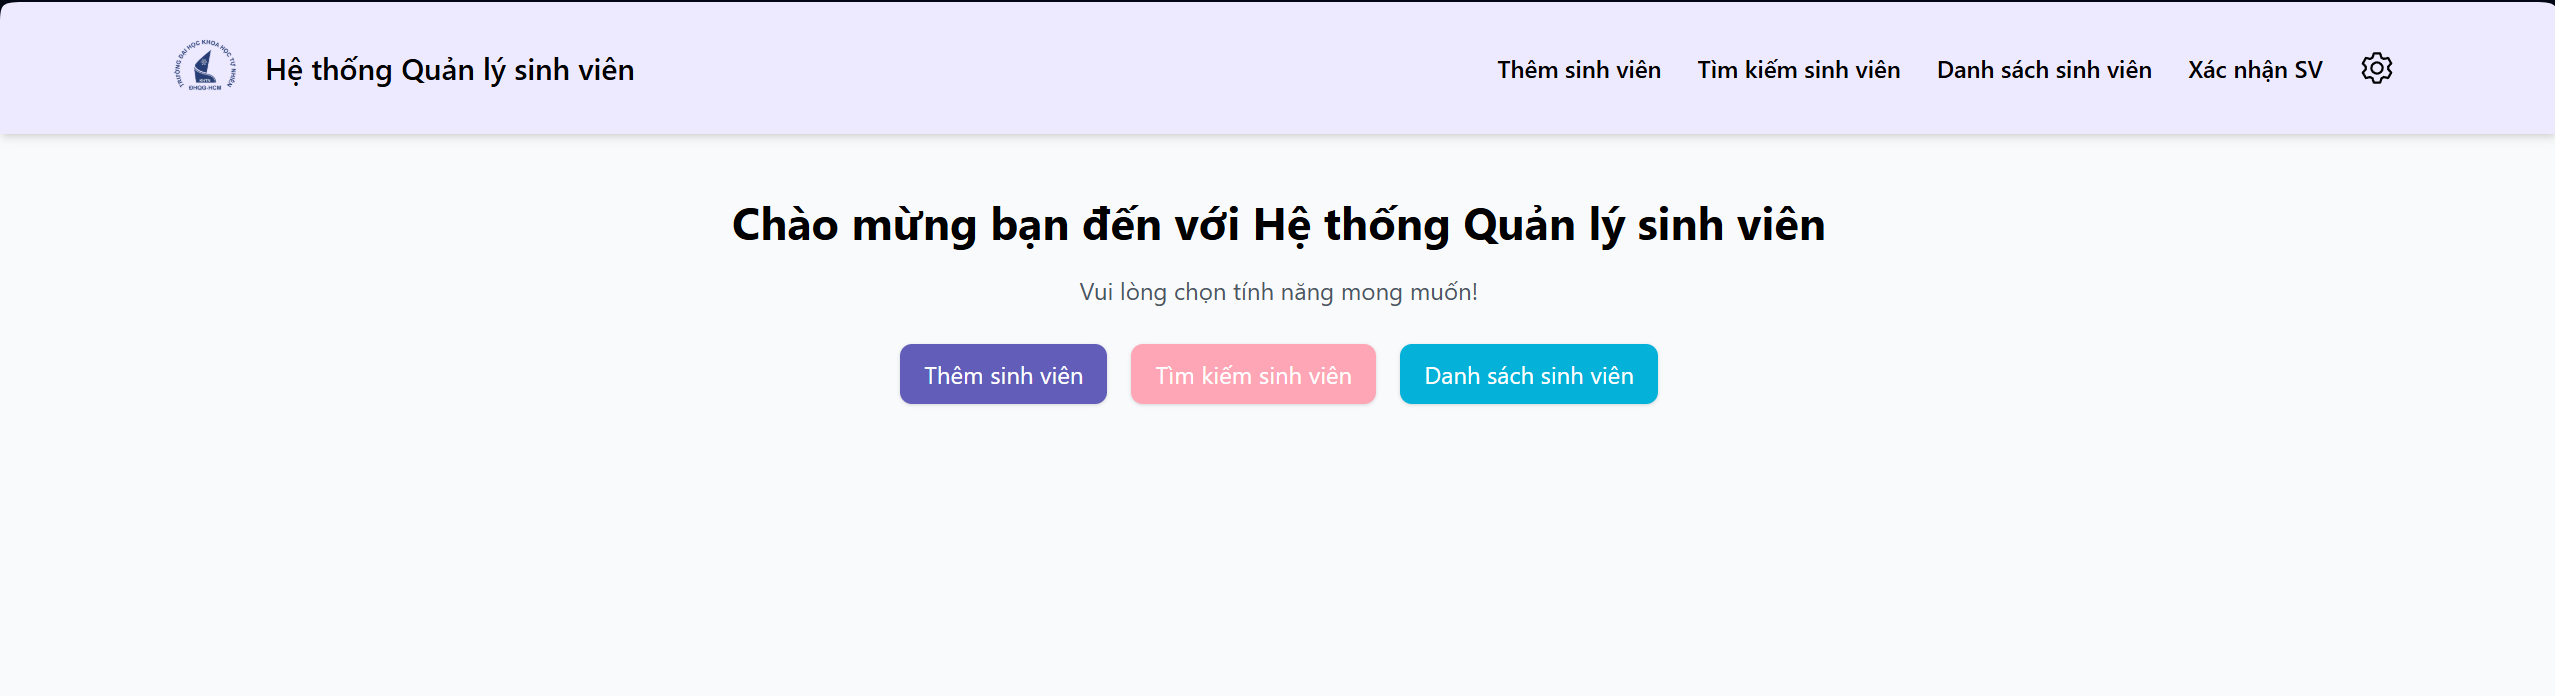 TRƯỜNG ĐẠI HỌC KHOA HỌC TỰ NHIÊN
KHTN
ĐHQG-HCM
Hệ thống Quản lý sinh viên
Thêm sinh viên
Tìm kiếm sinh viên
Danh sách sinh viên
Xác nhận SV
Chào mừng bạn đến với Hệ thống Quản lý sinh viên
Vui lòng chọn tính năng mong muốn!
Thêm sinh viên
Tìm kiếm sinh viên
Danh sách sinh viên